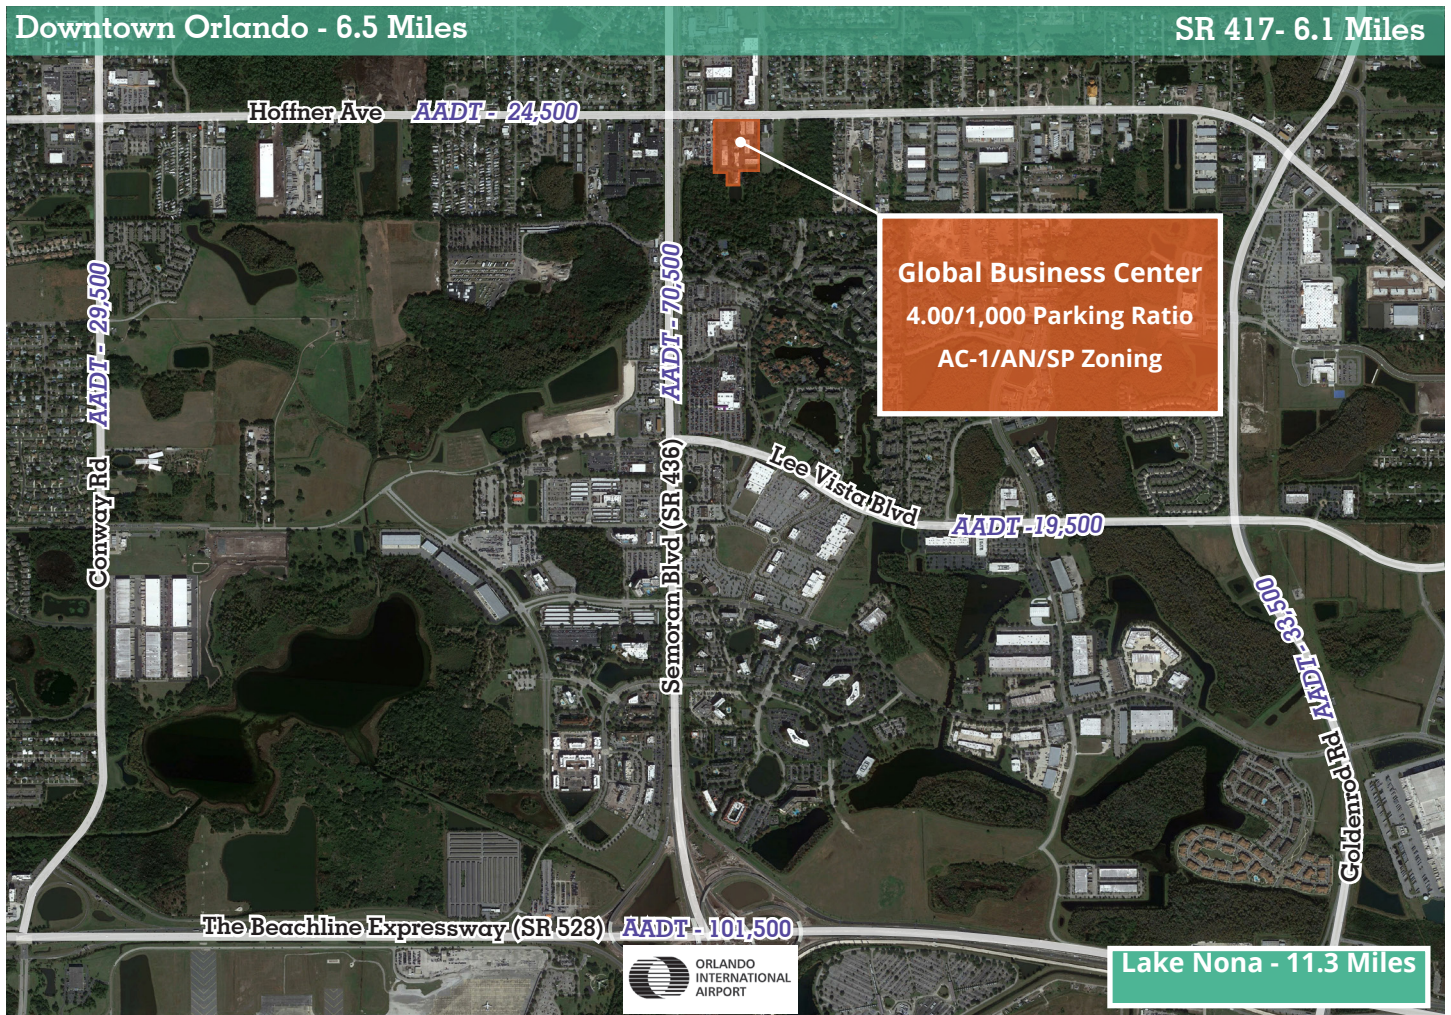 Downtown Orlando - 6.5 Miles
SR 417- 6.1 Miles
Hoffner Ave AADT - 24,500
Global Business Center
4.00/1,000 Parking Ratio
AC-1/AN/SP Zoning
AADT - 29,500
Conway Rd
AADT - 70,500
Semoran Blvd (SR 436)
Lee Vista Blvd
AADT -19,500
AADT - 33,500
Goldenrod Rd
The Beachline Expressway (SR 528) AADT - 101,500
ORLANDO
INTERNATIONAL
AIRPORT
Lake Nona - 11.3 Miles